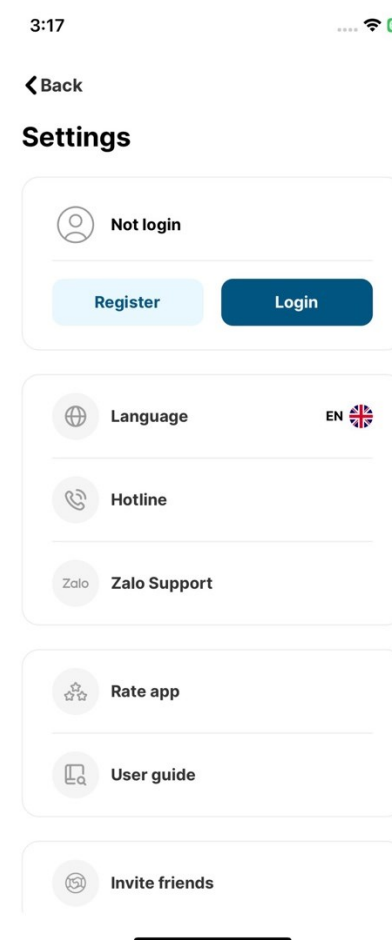 3:17
Back
Settings
Not login
Register
Login
Language
EN
Hotline
Zalo
Zalo Support
Rate app
User guide
Invite friends